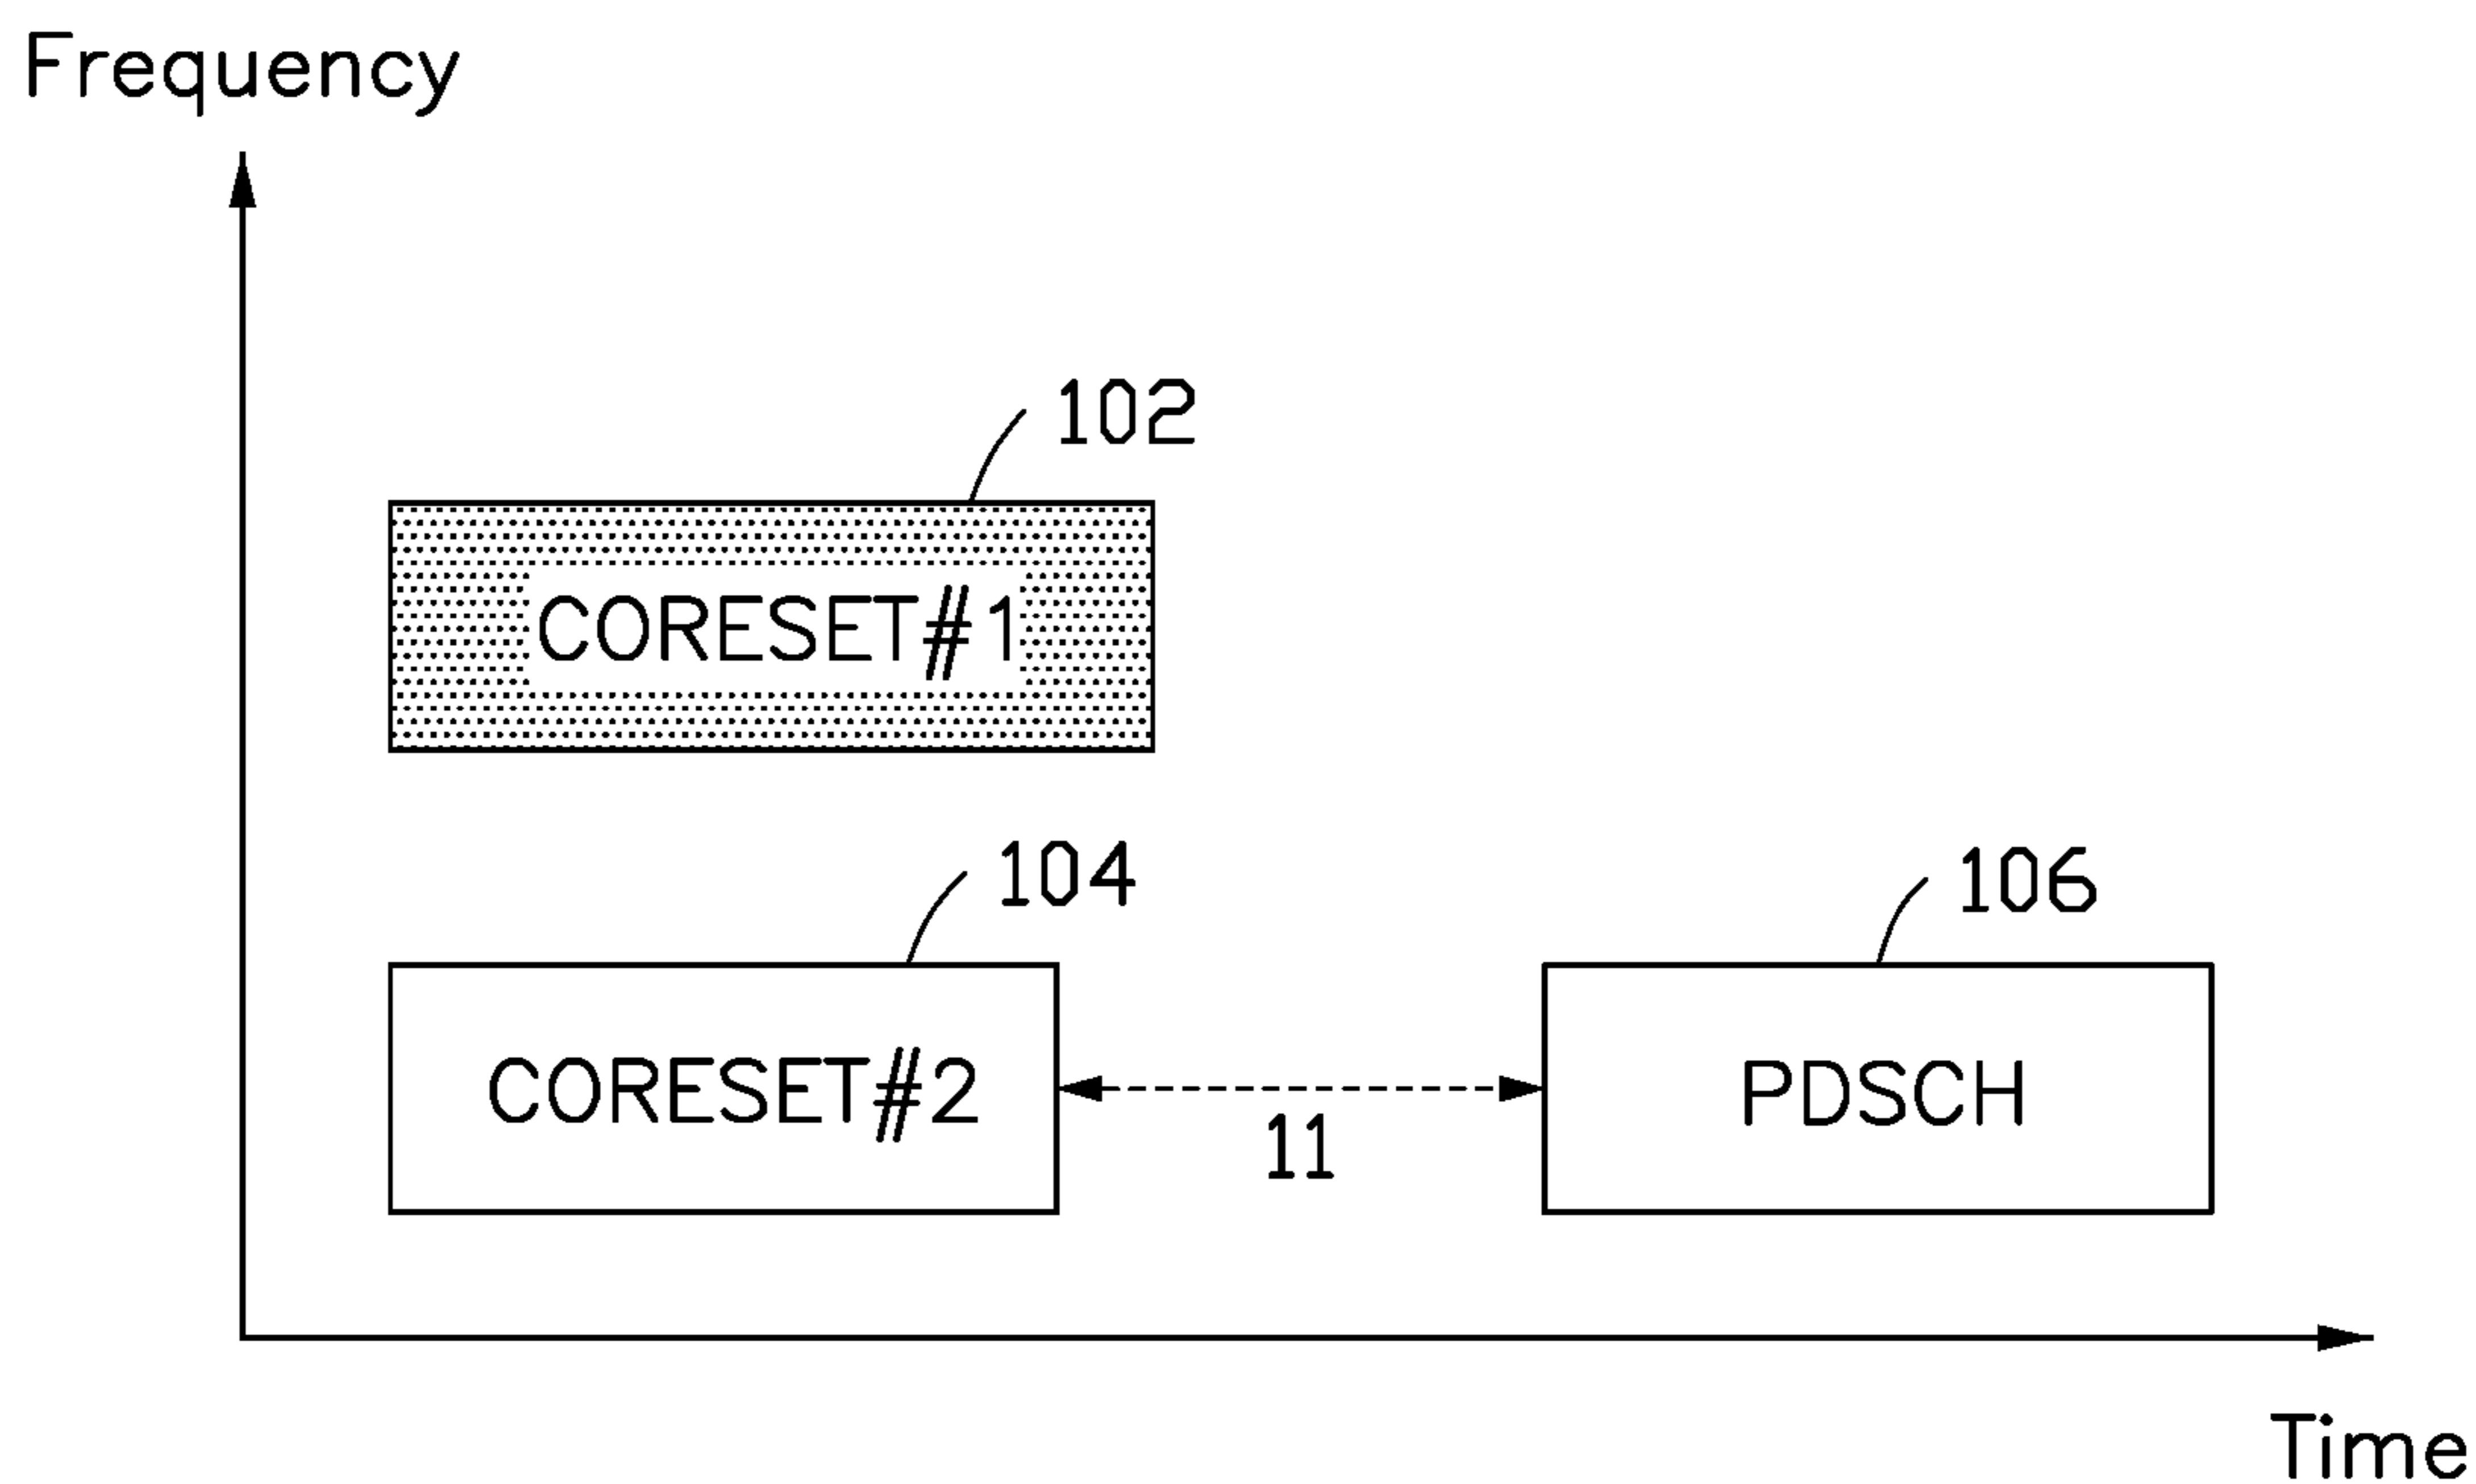 Frequency
102
CORESET#1
104
106
CORESET#2
11
PDSCH
Time